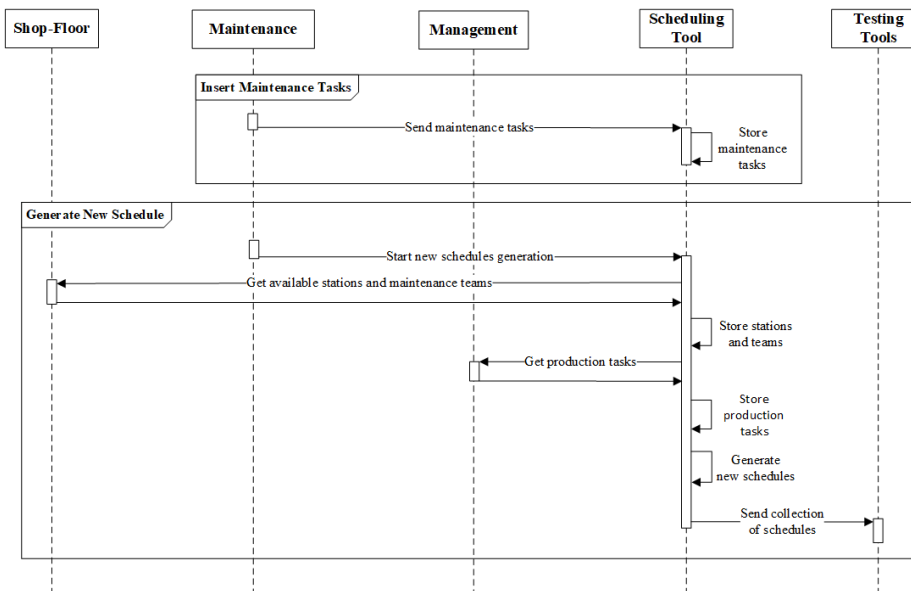 Shop-Floor
Maintenance
Management
Scheduling
Tool
Testing
Tools
Insert Maintenance Tasks
Send maintenance tasks
Store
maintenance
tasks
Generate New Schedule
Start new schedules generation
Get available stations and maintenance teams
Store stations
and teams
Get production tasks
Store
production
tasks
Generate
new schedules
Send collection
of schedules